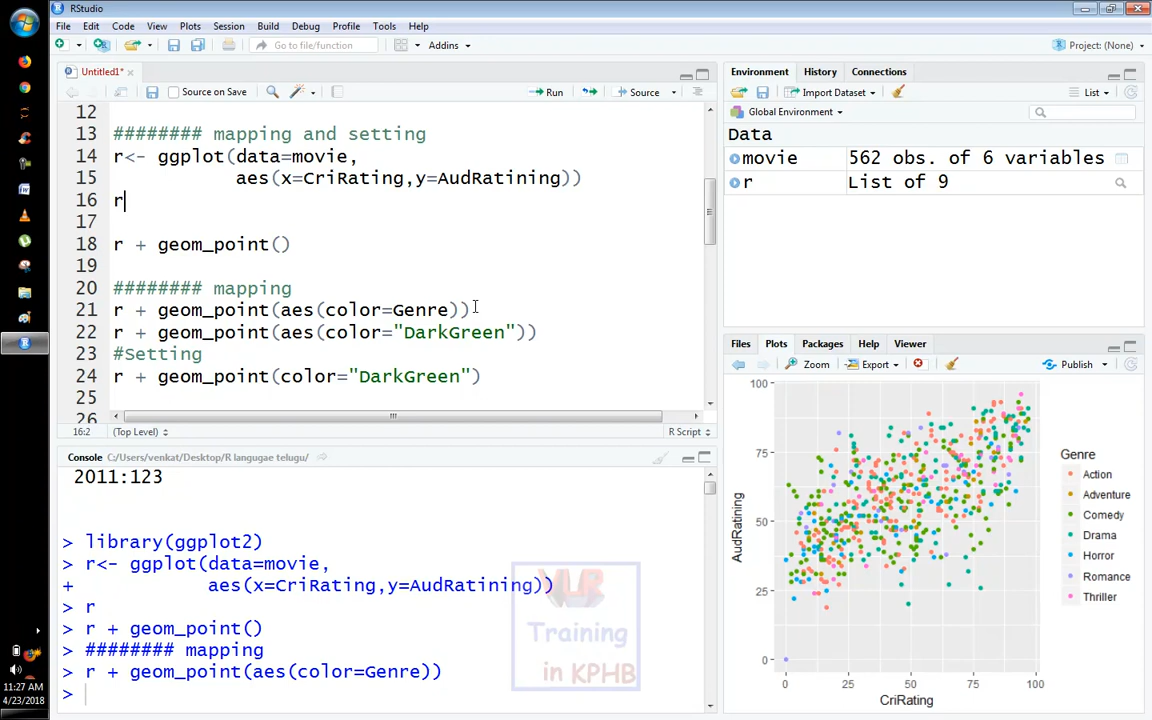 RStudio
File Edit Code View Plots Session Build Debug Profile Tools Help
Go to file/function Addins Project: (None)
Untitled1*
Source on Save Run Source
12
13 ######## mapping and setting
14 r<- ggplot(data=movie,
15 aes(x=CriRating,y=AudRatining))
16 r
17
18 r + geom_point()
19
20 ######## mapping
21 r + geom_point(aes(color=Genre))
22 r + geom_point(aes(color="DarkGreen"))
23 #Setting
24 r + geom_point(color="DarkGreen")
25
26
16:2 (Top Level) R Script
Console C:/Users/venkat/Desktop/R langugae telugu/
2011:123
> library(ggplot2)
> r<- ggplot(data=movie,
+ aes(x=CriRating,y=AudRatining))
> r
> r + geom_point()
> ######## mapping
> r + geom_point(aes(color=Genre))
>
VLR
Training
in KPHB
Environment History Connections
Import Dataset List
Global Environment
Data
movie 562 obs. of 6 variables
r List of 9
Files Plots Packages Help Viewer
Zoom Export Publish
100
75
50
25
0
AudRatining
0 25 50 75 100
CriRating
Genre
Action
Adventure
Comedy
Drama
Horror
Romance
Thriller
11:27 AM
4/23/2018